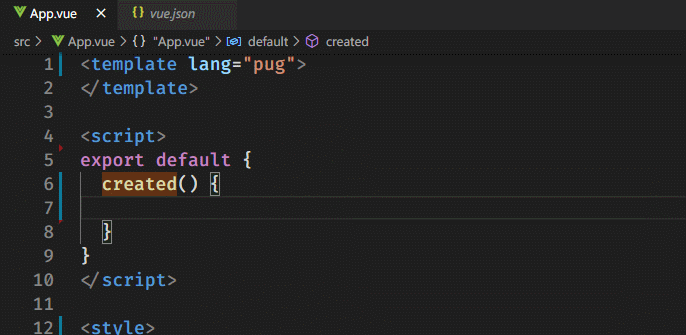 App.vue × {} vue.json
src > App.vue > {} "App.vue" > default > created
1 <template lang="pug">
2 </template>
3
4 <script>
5 export default {
6 created() {
7
8 }
9 }
10 </script>
11
12 <style>